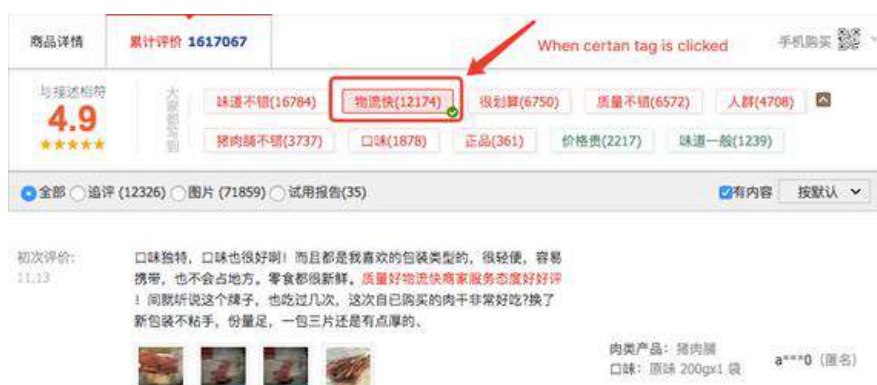 商品详情
累计评价 1617067
When certan tag is clicked
手机购买
与描述相符
4.9
大家都写到
味道不错(16784)
物流快(12174)
很划算(6750)
质量不错(6572)
人群(4708)
猪肉脯不错(3737)
口味(1878)
正品(361)
价格贵(2217)
味道一般(1239)
全部 追评 (12326) 图片 (71859) 试用报告(35)
有内容 按默认
初次评价:
11.13
口味独特，口味也很好啊！而且都是我喜欢的包装类型的，很轻便，容易
携带，也不会占地方。零食都很新鲜。质量好物流快商家服务态度好好评
！间就听说这个牌子，也吃过几次，这次自已购买的肉干非常好吃?换了
新包装不粘手，份量足，一包三片还是有点厚的、
肉类产品：猪肉脯
口味：原味 200gx1 袋
a***0（匿名）